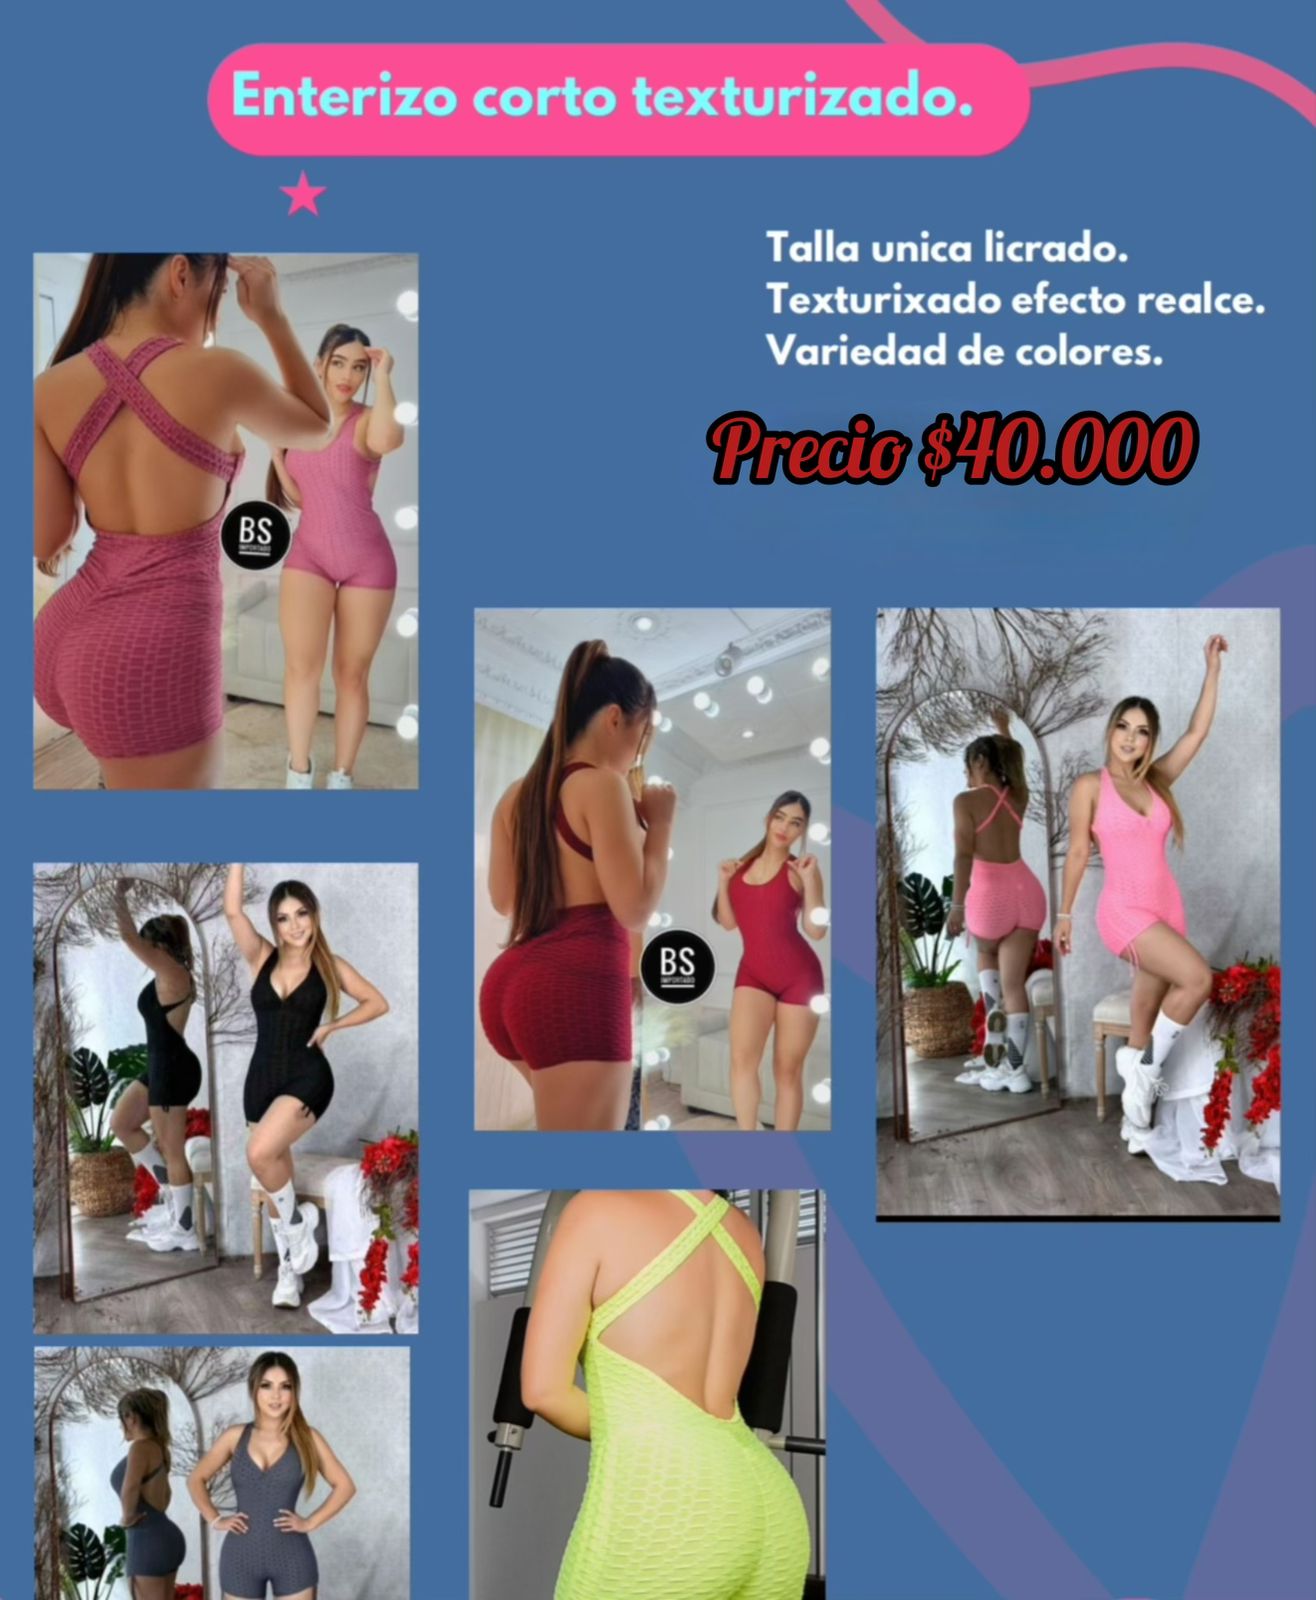 Enterizo corto texturizado.
Talla unica licrado.
Texturixado efecto realce.
Variedad de colores.
Precio $40.000
BS
IMPORTADO
BS
IMPORTADO